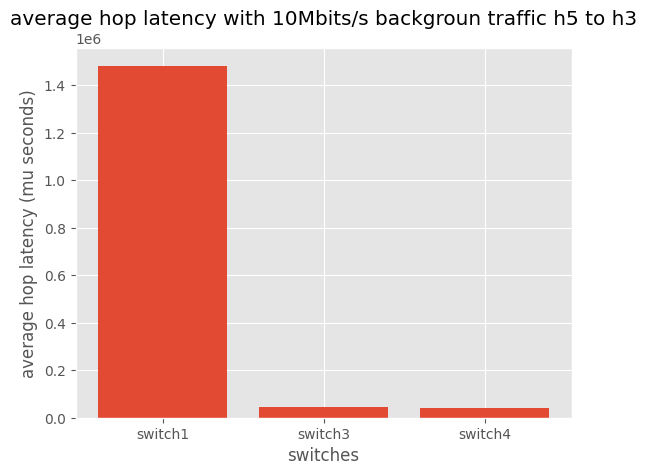 average hop latency with 10Mbits/s backgroun traffic h5 to h3
1e6
1.4
1.2
1.0
0.8
0.6
0.4
0.2
0.0
average hop latency (mu seconds)
switch1 switch3 switch4
switches